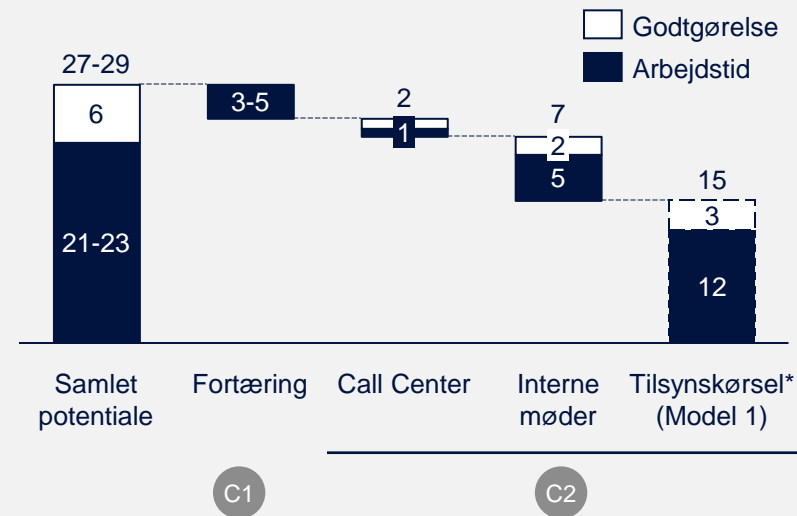 Godtgørelse
Arbejdstid
27-29
6
21-23
3-5
2
1
7
2
5
15
3
12
Samlet
potentiale
Fortæring
Call Center
Interne
møder
Tilsynskørsel*
(Model 1)
C1
C2